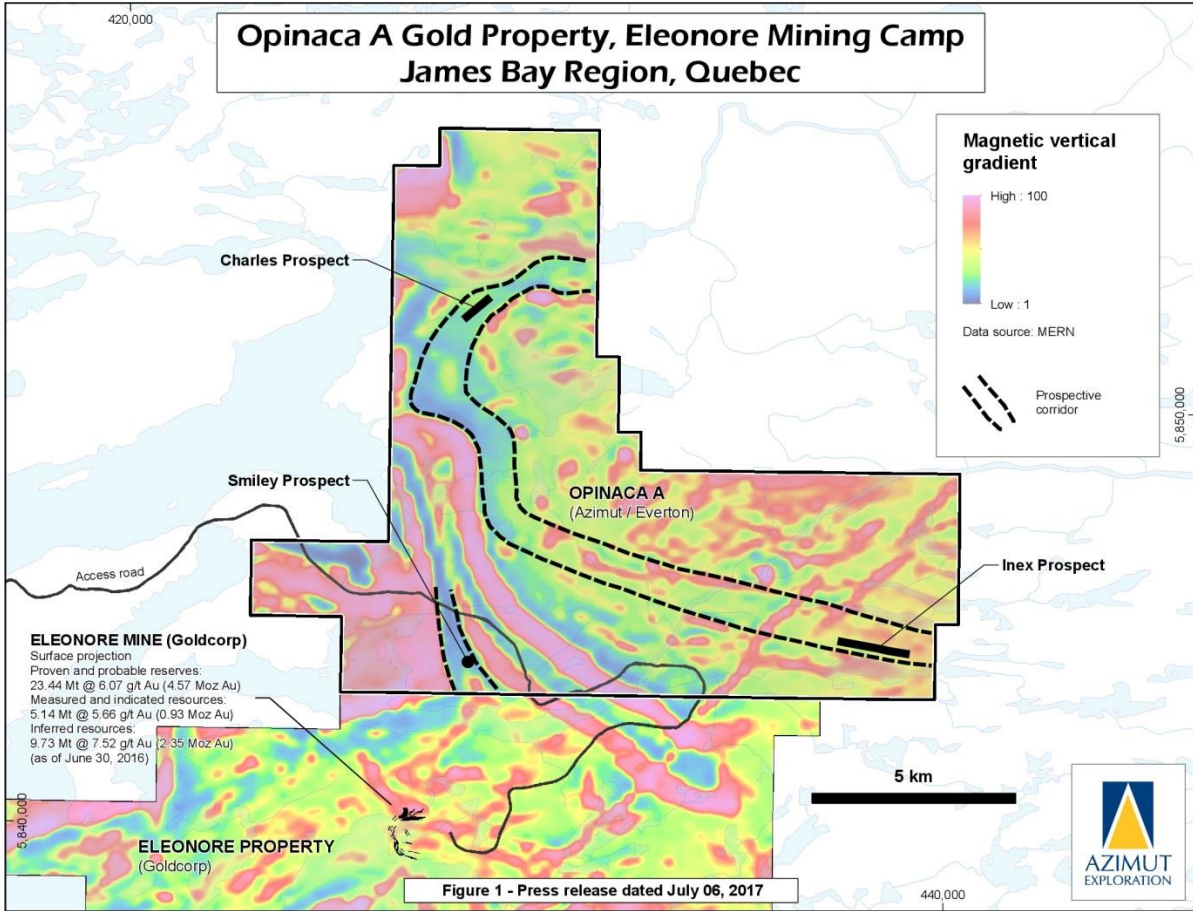 420,000
Opinaca A Gold Property, Eleonore Mining Camp
James Bay Region, Quebec
Magnetic vertical
gradient
High : 100
Low : 1
Data source: MERN
Prospective
corridor
Charles Prospect
5,850,000
Smiley Prospect
OPINACA A
(Azimut / Everton)
Access road
Inex Prospect
ELEONORE MINE (Goldcorp)
Surface projection
Proven and probable reserves:
23.44 Mt @ 6.07 g/t Au (4.57 Moz Au)
Measured and indicated resources:
5.14 Mt @ 5.66 g/t Au (0.93 Moz Au)
Inferred resources:
9.73 Mt @ 7.52 g/t Au (2.35 Moz Au)
(as of June 30, 2016)
5 km
5,840,000
ELEONORE PROPERTY
(Goldcorp)
AZIMUT
EXPLORATION
Figure 1 - Press release dated July 06, 2017
440,000